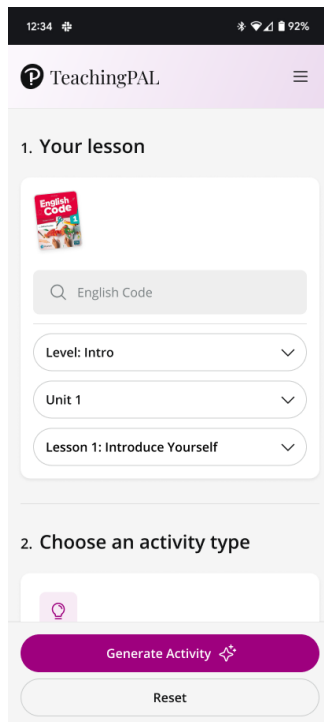 12:34 92%
TeachingPAL
1. Your lesson
English
Code
1
English Code
Level: Intro
Unit 1
Lesson 1: Introduce Yourself
2. Choose an activity type
Generate Activity
Reset